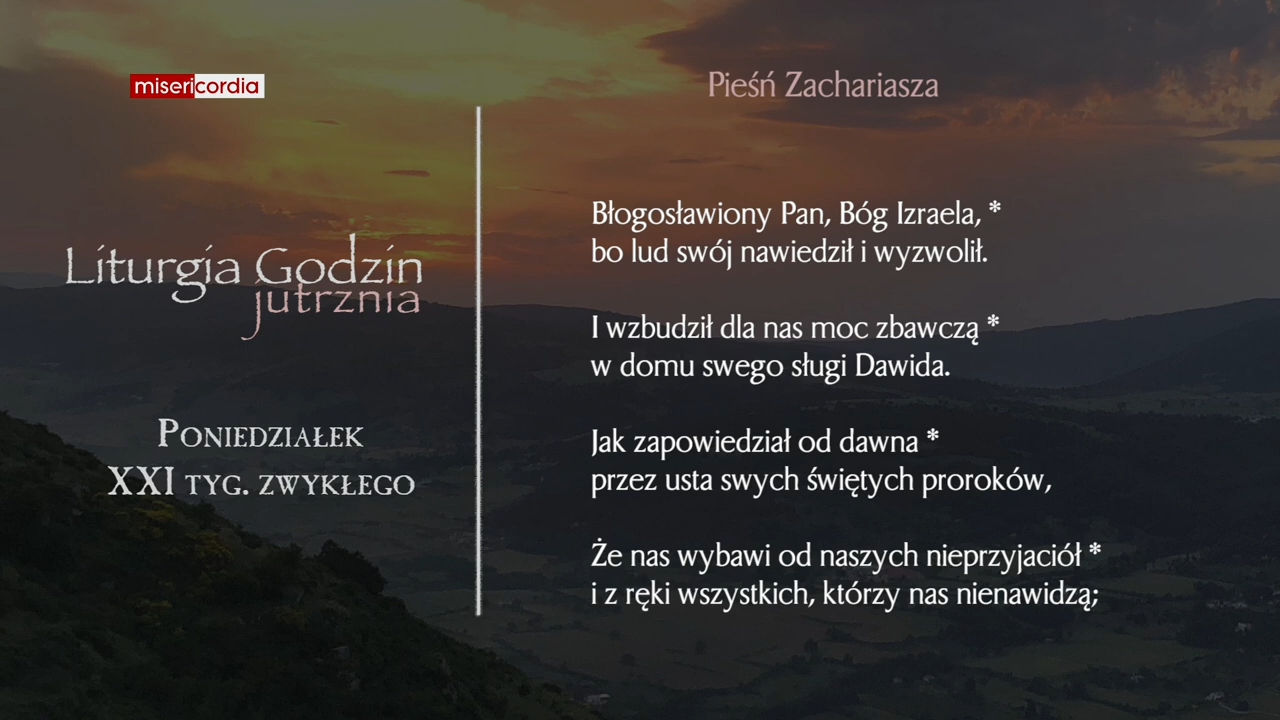 misericordia
Liturgia Godzin
jutrznia
Poniedziałek
XXI tyg. zwykłego
Pieśń Zachariasza
Błogosławiony Pan, Bóg Izraela, *
bo lud swój nawiedził i wyzwolił.
I wzbudził dla nas moc zbawczą *
w domu swego sługi Dawida.
Jak zapowiedział od dawna *
przez usta swych świętych proroków,
Że nas wybawi od naszych nieprzyjaciół *
i z ręki wszystkich, którzy nas nienawidzą;